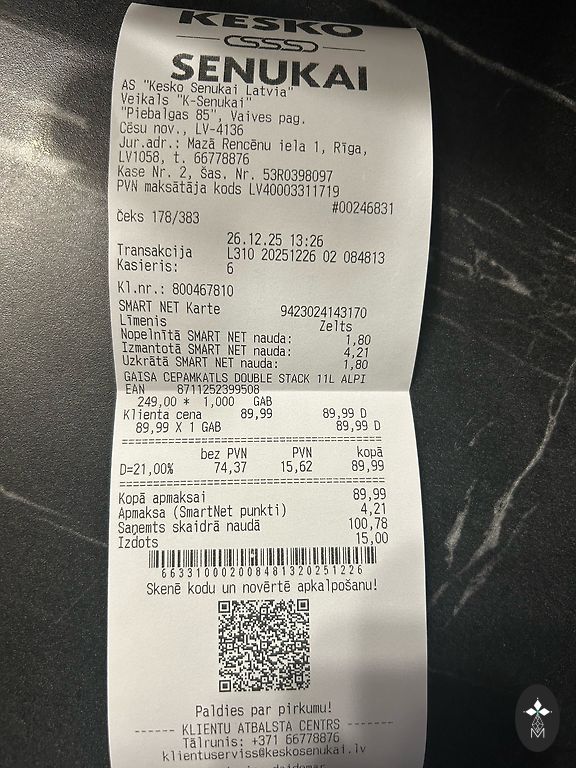 KESKO
SENUKAI
AS "Kesko Senukai Latvia"
Veikals "K-Senukai"
"Piebalgas 85", Vaives pag.
Cēsu nov., LV-4136
Jur.adr.: Mazā Rencēnu iela 1, Rīga,
LV1058, t. 66778876
Kase Nr. 2, Sas. Nr. 53R0398097
PVN maksātāja kods LV40003311719
#00246831
Čeks 178/383
26.12.25 13:26
Transakcija L310 20251226 02 084813
Kasieris: 6
Kl.nr.: 800467810
SMART NET Karte 9423024143170
Līmenis Zelts
Nopelnītā SMART NET nauda: 1,80
Izmantotā SMART NET nauda: 4,21
Uzkrātā SMART NET nauda: 1,80
GAISA CEPAMKATLS DOUBLE STACK 11L ALPI
EAN 8711252399508
249,00 * 1,000 GAB
Klienta cena 89,99 89,99 D
89,99 X 1 GAB 89,99 D
bez PVN PVN kopā
D=21,00% 74,37 15,62 89,99
Kopā apmaksai 89,99
Apmaksa (SmartNet punkti) 4,21
Saņemts skaidrā naudā 100,78
Izdots 15,00
663310002008481320251226
Skenē kodu un novērtē apkalpošanu!
Paldies par pirkumu!
------ KLIENTU ATBALSTA CENTRS ------
Tālrunis: +371 66778876
klientuserviss@keskosenukai.lv